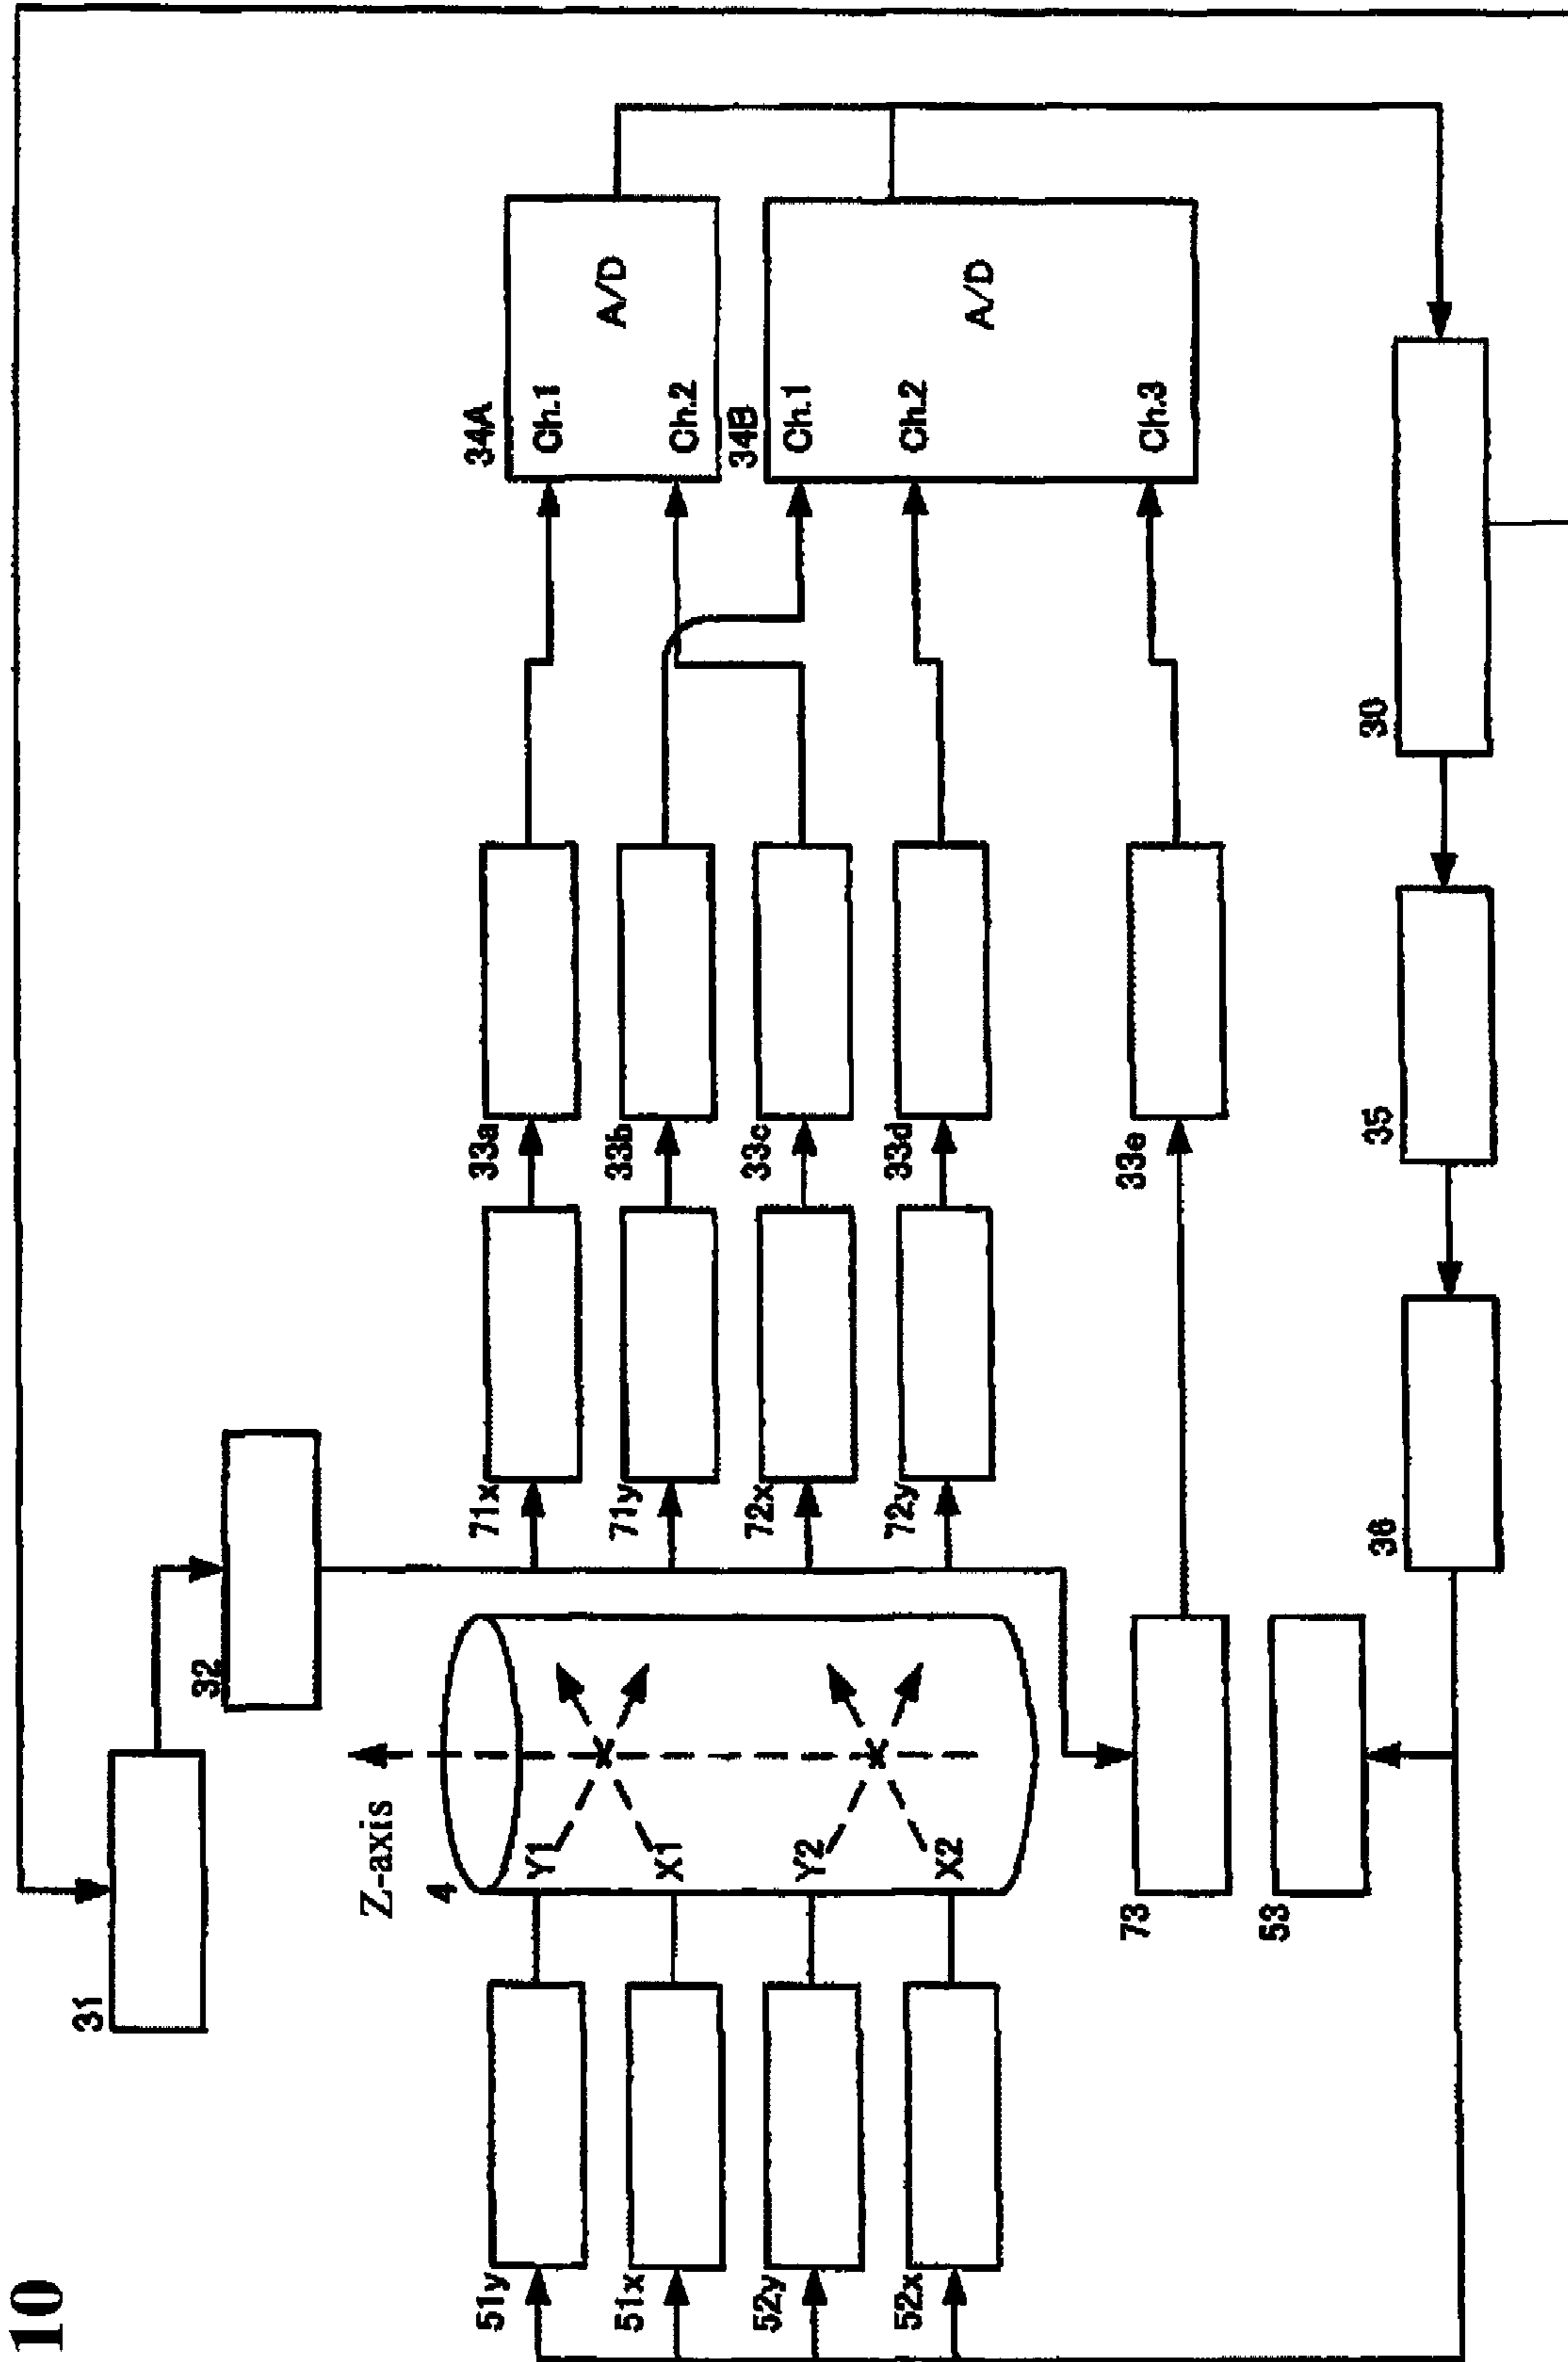 10
31
32
Z-axis
4
Y1
X1
Y2
X2
51y
51x
52y
52x
71x
71y
72x
72y
73
53
33a
33b
33c
33d
33e
34A
Ch.1
Ch.2
A/D
34B
Ch.1
Ch.2
Ch.3
A/D
30
35
36